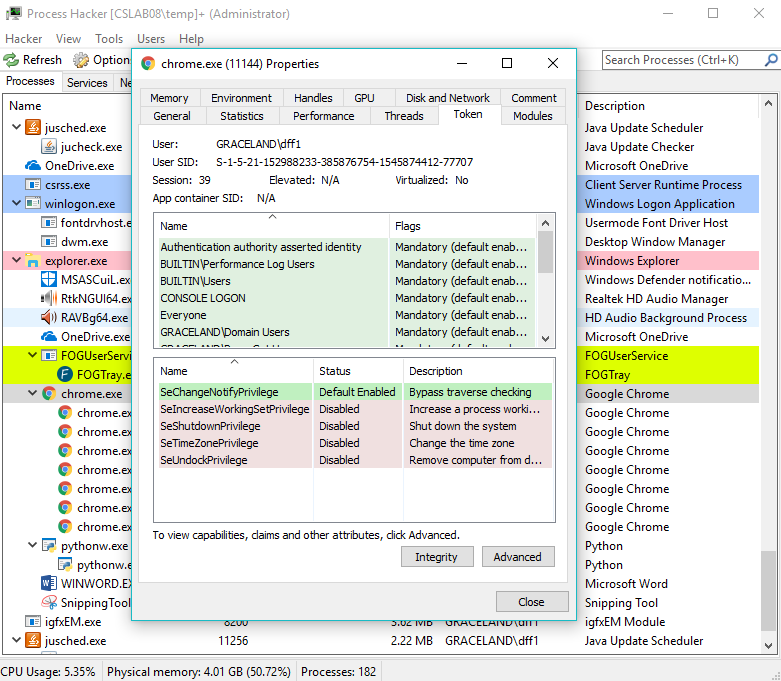 Process Hacker [CSLAB08\temp]+ (Administrator)
Hacker View Tools Users Help
Refresh Option
Search Processes (Ctrl+K)
Processes Services Ne
Name Description
jusched.exe Java Update Scheduler
jucheck.exe Java Update Checker
OneDrive.exe Microsoft OneDrive
csrss.exe Client Server Runtime Process
winlogon.exe Windows Logon Application
fontdrvhost.e Usermode Font Driver Host
dwm.exe Desktop Window Manager
explorer.exe Windows Explorer
MSASCuiL.e Windows Defender notificatio...
RtkNGUI64.ex Realtek HD Audio Manager
RAVBg64.exe HD Audio Background Process
OneDrive.exe Microsoft OneDrive
FOGUserServi FOGUserService
FOGTray.e FOGTray
chrome.exe Google Chrome
chrome. Google Chrome
chrome. Google Chrome
chrome. Google Chrome
chrome. Google Chrome
chrome. Google Chrome
chrome. Google Chrome
chrome. Google Chrome
pythonw.exe Python
pythonw.e Python
WINWORD.EX Microsoft Word
SnippingTool Snipping Tool
igfxEM.exe 8200 3.62 MB GRACELAND\dff1 igfxEM Module
jusched.exe 11256 2.22 MB GRACELAND\dff1 Java Update Scheduler
CPU Usage: 5.35% Physical memory: 4.01 GB (50.72%) Processes: 182
chrome.exe (11144) Properties
Memory Environment Handles GPU Disk and Network Comment
General Statistics Performance Threads Token Modules
User: GRACELAND\dff1
User SID: S-1-5-21-152988233-385876754-1545874412-77707
Session: 39 Elevated: N/A Virtualized: No
App container SID: N/A
Name Flags
Authentication authority asserted identity Mandatory (default enab...
BUILTIN\Performance Log Users Mandatory (default enab...
BUILTIN\Users Mandatory (default enab...
CONSOLE LOGON Mandatory (default enab...
Everyone Mandatory (default enab...
GRACELAND\Domain Users Mandatory (default enab...
Name Status Description
SeChangeNotifyPrivilege Default Enabled Bypass traverse checking
SeIncreaseWorkingSetPrivilege Disabled Increase a process worki...
SeShutdownPrivilege Disabled Shut down the system
SeTimeZonePrivilege Disabled Change the time zone
SeUndockPrivilege Disabled Remove computer from d...
To view capabilities, claims and other attributes, click Advanced.
Integrity Advanced
Close